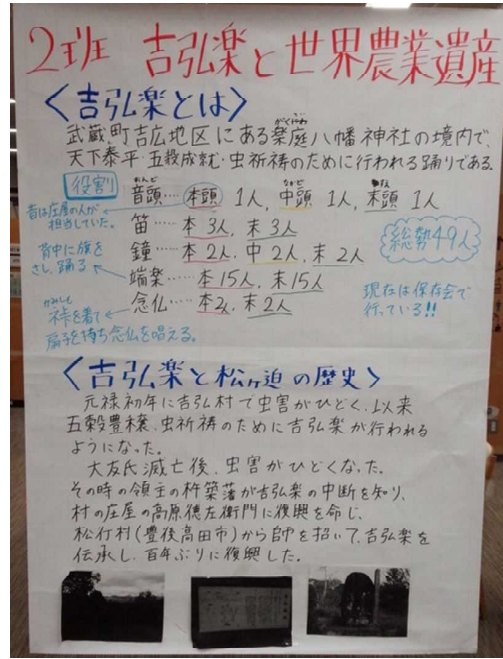 2班 吉弘楽と世界農業遺産
<吉弘楽とは>
武蔵町吉広地区にある楽庭八幡神社の境内で、
がくにわ
天下泰平・五穀成就・虫祈祷のために行われる踊りである
役割
音頭……本頭 1人, 中頭 1人, 末頭 1人
おんど
昔は庄屋の人が
担当していた。
笛……本3人, 末3人
鐘……本2人, 中2人, 末2人
総勢49人
背中に旗を
さし、踊る
端楽……本15人, 末15人
念仏……本2人, 末2人
現在は保存会で
行っている!!
かみしも
裃を着て
扇子を持ち念仏を唱える。
<吉弘楽と松ヶ迫の歴史>
元禄初年に吉弘村で虫害がひどく、以来
五穀豊穣、虫祈祷のために吉弘楽が行われる
ようになった。
大友氏滅亡後、虫害がひどくなった。
その時の領主の杵築藩が吉弘楽の中断を知り、
村の庄屋の高原徳左衛門に復興を命じ、
松行村(豊後高田市)から師を招いて、吉弘楽を
伝承し、百年ぶりに復興した。